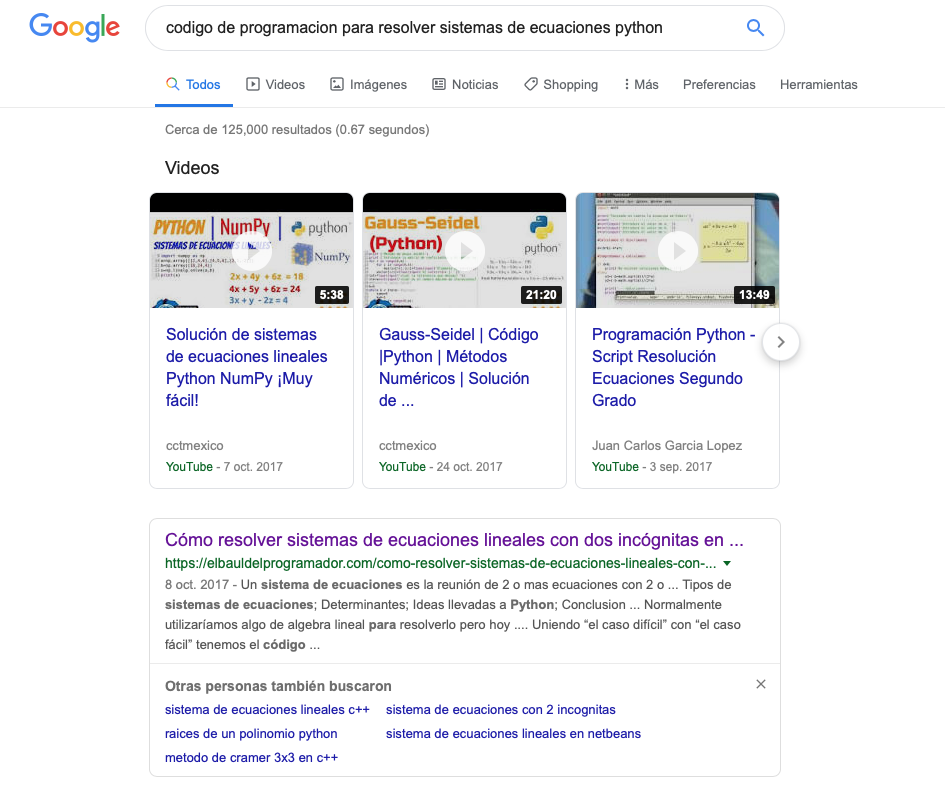 Google
codigo de programacion para resolver sistemas de ecuaciones python
Todos Videos Imágenes Noticias Shopping Más Preferencias Herramientas
Cerca de 125,000 resultados (0.67 segundos)
Videos
PYTHON | NumPy |
python
SISTEMAS DE ECUACIONES LINEALES
NumPy
2x + 4y + 6z = 18
4x + 5y + 6z = 24
3x + y - 2z = 4
5:38
Gauss-Seidel
(Python)
python
21:20
13:49
Solución de sistemas
de ecuaciones lineales
Python NumPy ¡Muy
fácil!
cctmexico
YouTube - 7 oct. 2017
Gauss-Seidel | Código
|Python | Métodos
Numéricos | Solución
de ...
cctmexico
YouTube - 24 oct. 2017
Programación Python -
Script Resolución
Ecuaciones Segundo
Grado
Juan Carlos Garcia Lopez
YouTube - 3 sep. 2017
Cómo resolver sistemas de ecuaciones lineales con dos incógnitas en ...
https://elbauldelprogramador.com/como-resolver-sistemas-de-ecuaciones-lineales-con-...
8 oct. 2017 - Un sistema de ecuaciones es la reunión de 2 o mas ecuaciones con 2 o ... Tipos de
sistemas de ecuaciones; Determinantes; Ideas llevadas a Python; Conclusion ... Normalmente
utilizaríamos algo de algebra lineal para resolverlo pero hoy .... Uniendo “el caso difícil” con “el caso
fácil” tenemos el código ...
Otras personas también buscaron
sistema de ecuaciones lineales c++ sistema de ecuaciones con 2 incognitas
raices de un polinomio python sistema de ecuaciones lineales en netbeans
metodo de cramer 3x3 en c++